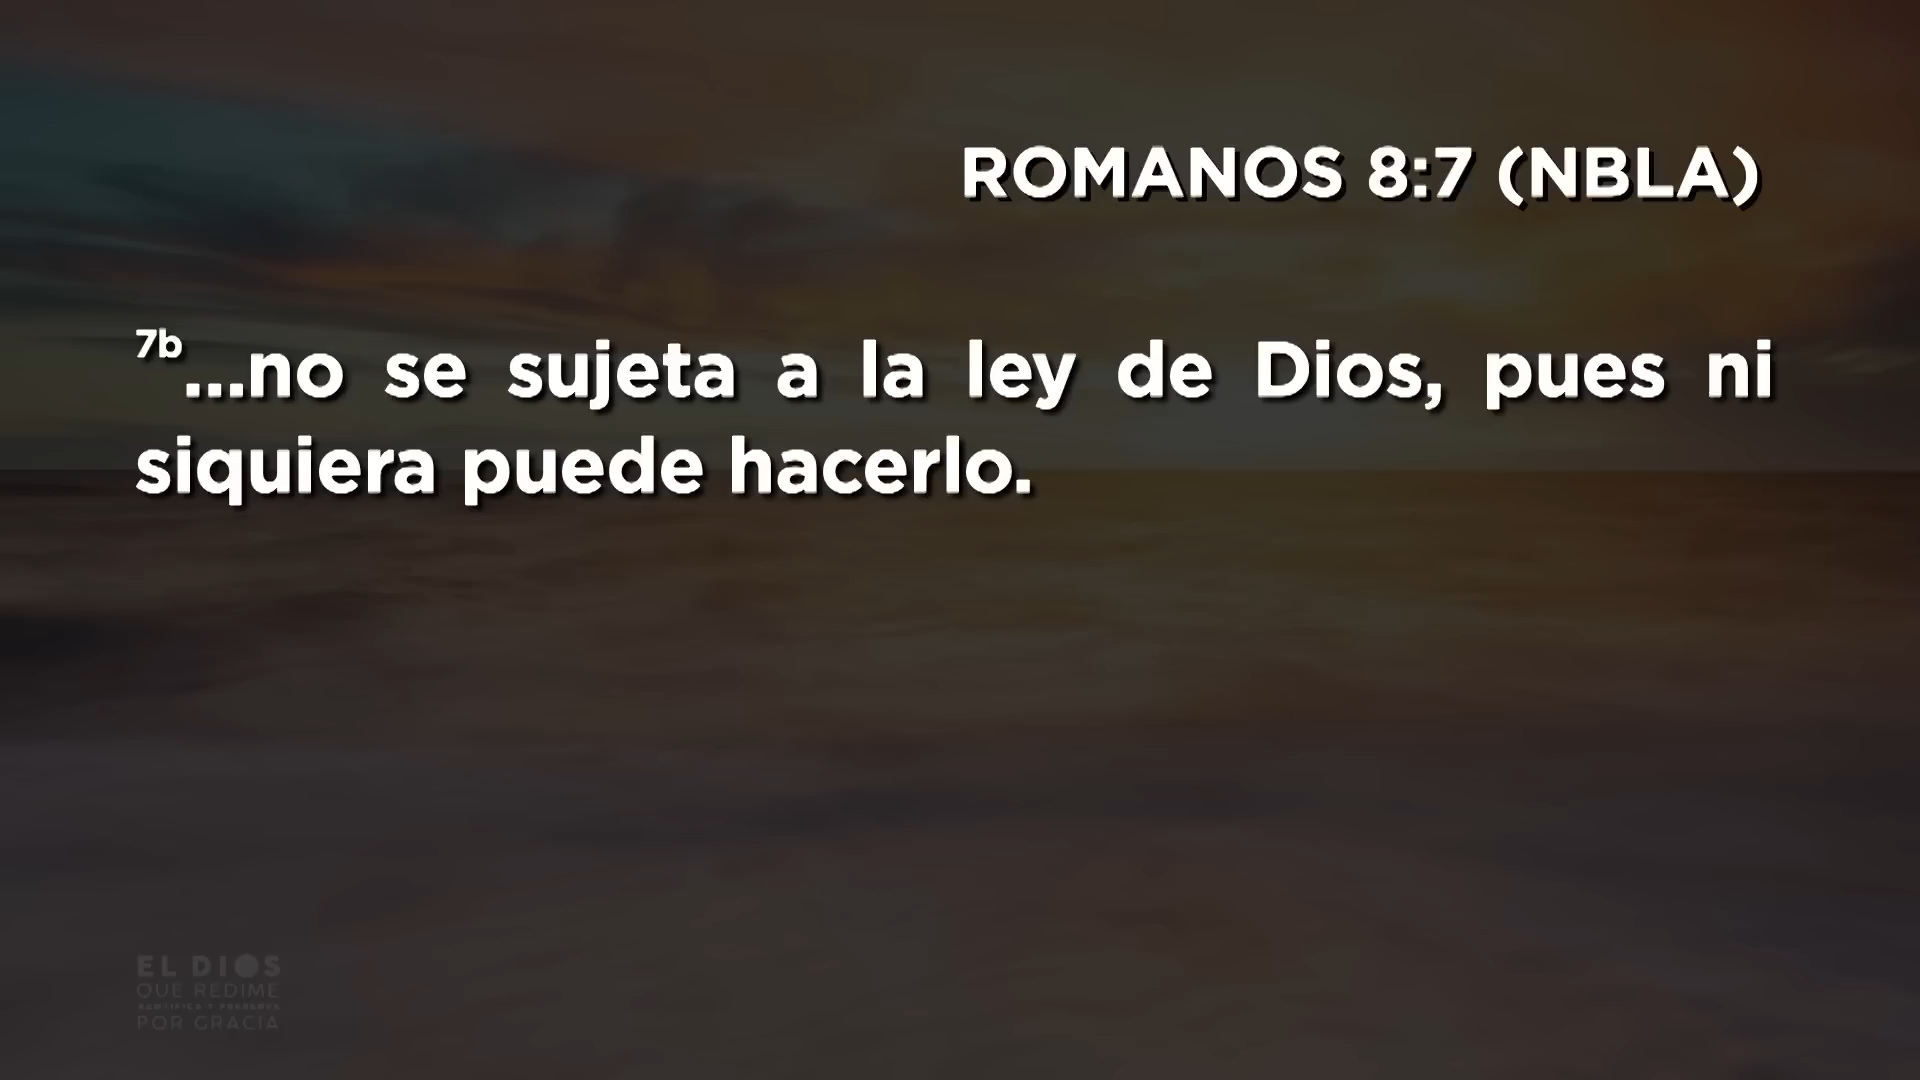 ROMANOS 8:7 (NBLA)
7b...no se sujeta a la ley de Dios, pues ni
siquiera puede hacerlo.
EL DIOS
QUE REDIME
POR GRACIA